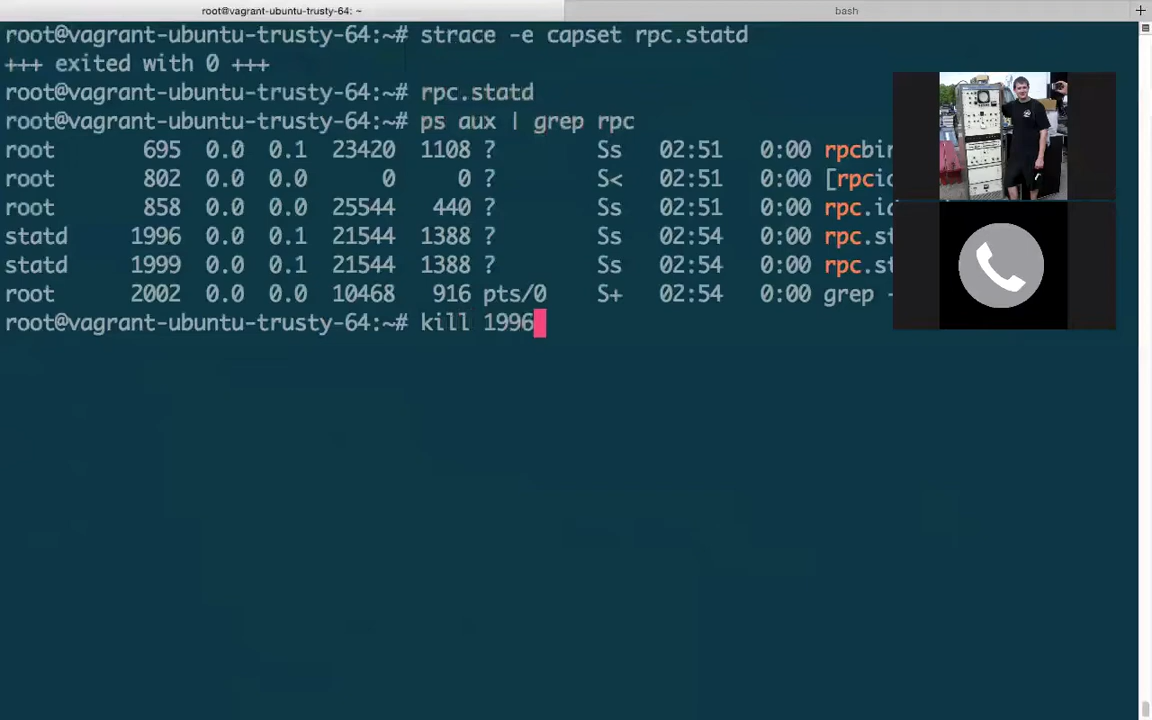 root@vagrant-ubuntu-trusty-64: ~ bash +
root@vagrant-ubuntu-trusty-64:~# strace -e capset rpc.statd
+++ exited with 0 +++
root@vagrant-ubuntu-trusty-64:~# rpc.statd
root@vagrant-ubuntu-trusty-64:~# ps aux | grep rpc
root 695 0.0 0.1 23420 1108 ? Ss 02:51 0:00 rpcbin
root 802 0.0 0.0 0 0 ? S< 02:51 0:00 [rpcio
root 858 0.0 0.0 25544 440 ? Ss 02:51 0:00 rpc.id
statd 1996 0.0 0.1 21544 1388 ? Ss 02:54 0:00 rpc.st
statd 1999 0.0 0.1 21544 1388 ? Ss 02:54 0:00 rpc.st
root 2002 0.0 0.0 10468 916 pts/0 S+ 02:54 0:00 grep -
root@vagrant-ubuntu-trusty-64:~# kill 1996